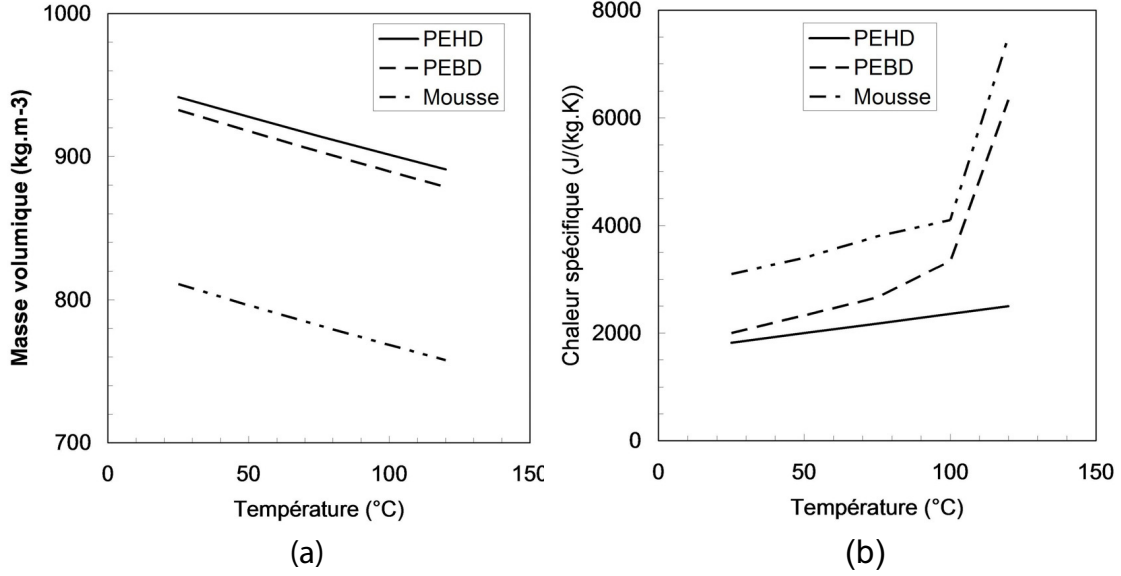 1000
900
800
700
0
50
100
150
Masse volumique (kg.m-3)
Température (°C)
PEHD
PEBD
Mousse
(a)
8000
6000
4000
2000
0
0
50
100
150
Chaleur spécifique (J/(kg.K))
Température (°C)
PEHD
PEBD
Mousse
(b)